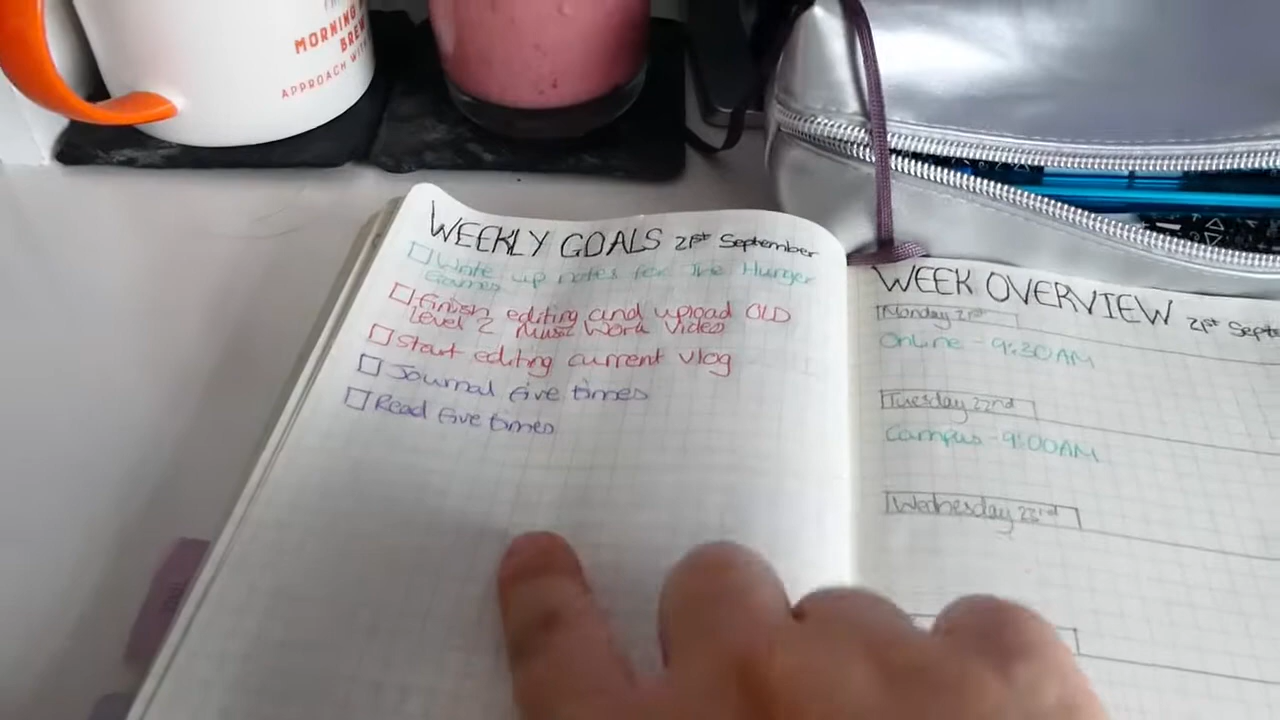 MORNING
BREW
APPROACH WIT
WEEKLY GOALS 21st September
Write up notes for The Hunger
Games
Finish editing and upload OLD
Level 2 Music Work Video
Start editing current vlog
Journal five times
Read five times
WEEK OVERVIEW 21st Septe
Monday 21st
Online - 9:30AM
Tuesday 22nd
Campus - 9:00AM
Wednesday 23rd